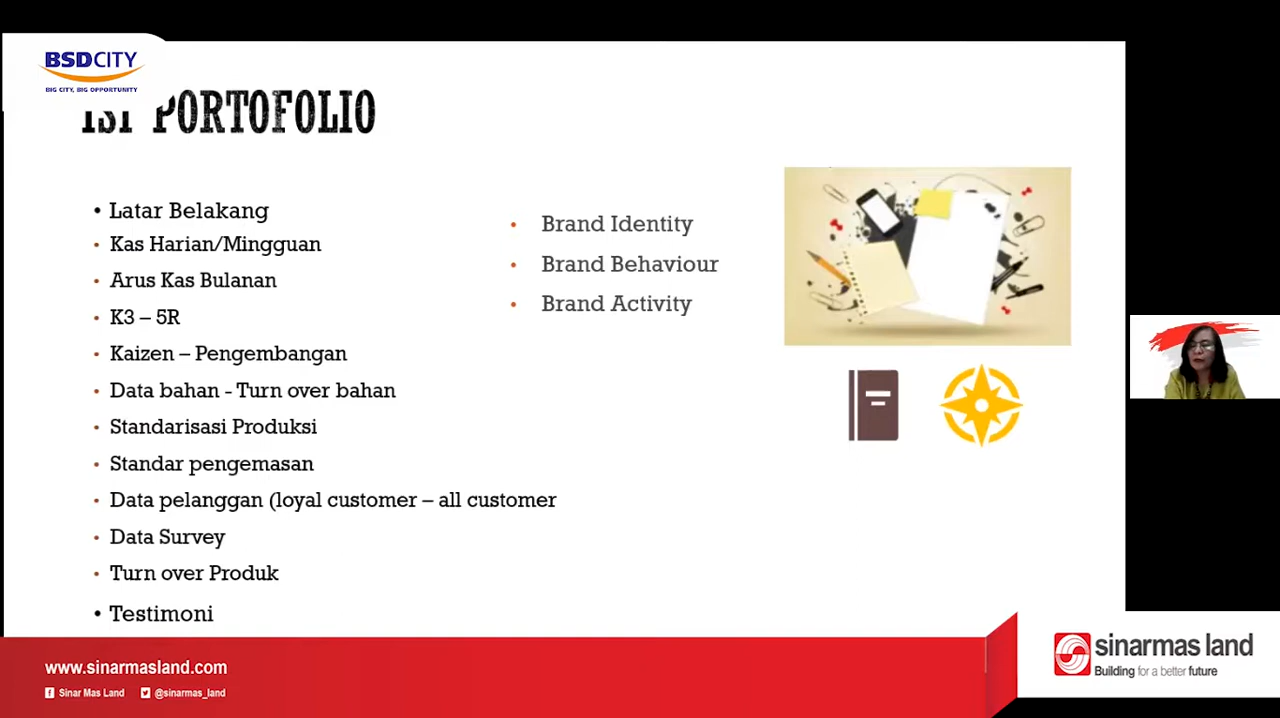 BSDCITY
BIG CITY, BIG OPPORTUNITY
ISI PORTOFOLIO
• Latar Belakang
• Kas Harian/Mingguan
• Arus Kas Bulanan
• K3 – 5R
• Kaizen – Pengembangan
• Data bahan - Turn over bahan
• Standarisasi Produksi
• Standar pengemasan
• Data pelanggan (loyal customer – all customer
• Data Survey
• Turn over Produk
• Testimoni
• Brand Identity
• Brand Behaviour
• Brand Activity
www.sinarmasland.com
Sinar Mas Land @sinarmas_land
sinarmas land
Building for a better future